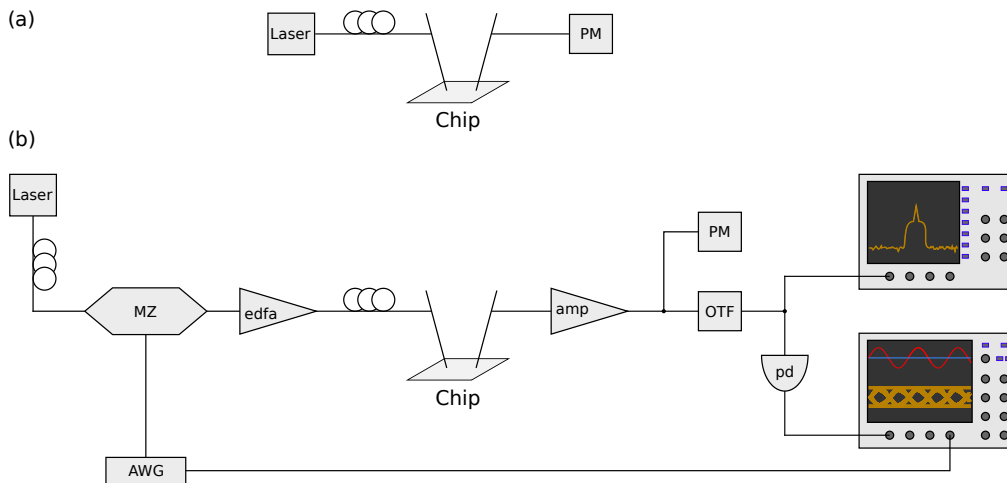 (a)
Laser
PM
Chip
(b)
Laser
PM
MZ
edfa
amp
OTF
pd
Chip
AWG